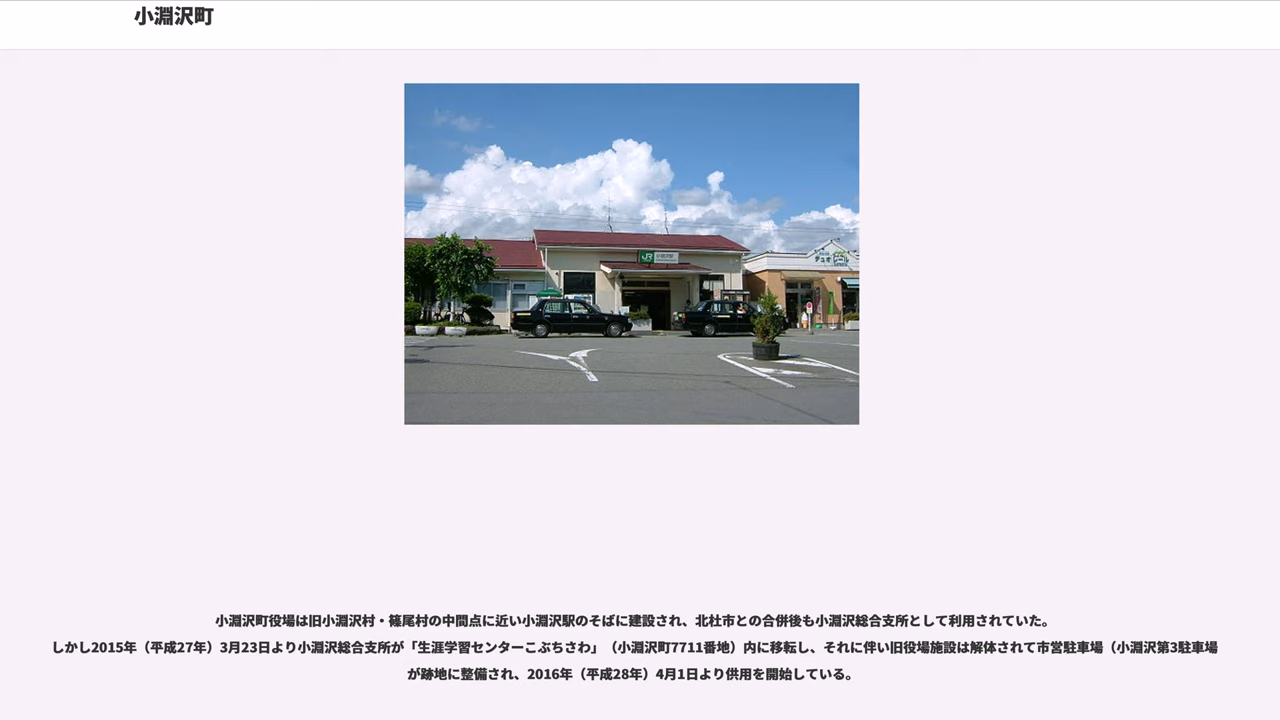 小淵沢町
JR 小淵沢駅
小淵沢町役場は旧小淵沢村・篠尾村の中間点に近い小淵沢駅のそばに建設され、北杜市との合併後も小淵沢総合支所として利用されていた。
しかし2015年（平成27年）3月23日より小淵沢総合支所が「生涯学習センターこぶちさわ」（小淵沢町7711番地）内に移転し、それに伴い旧役場施設は解体されて市営駐車場（小淵沢第3駐車場
が跡地に整備され、2016年（平成28年）4月1日より供用を開始している。